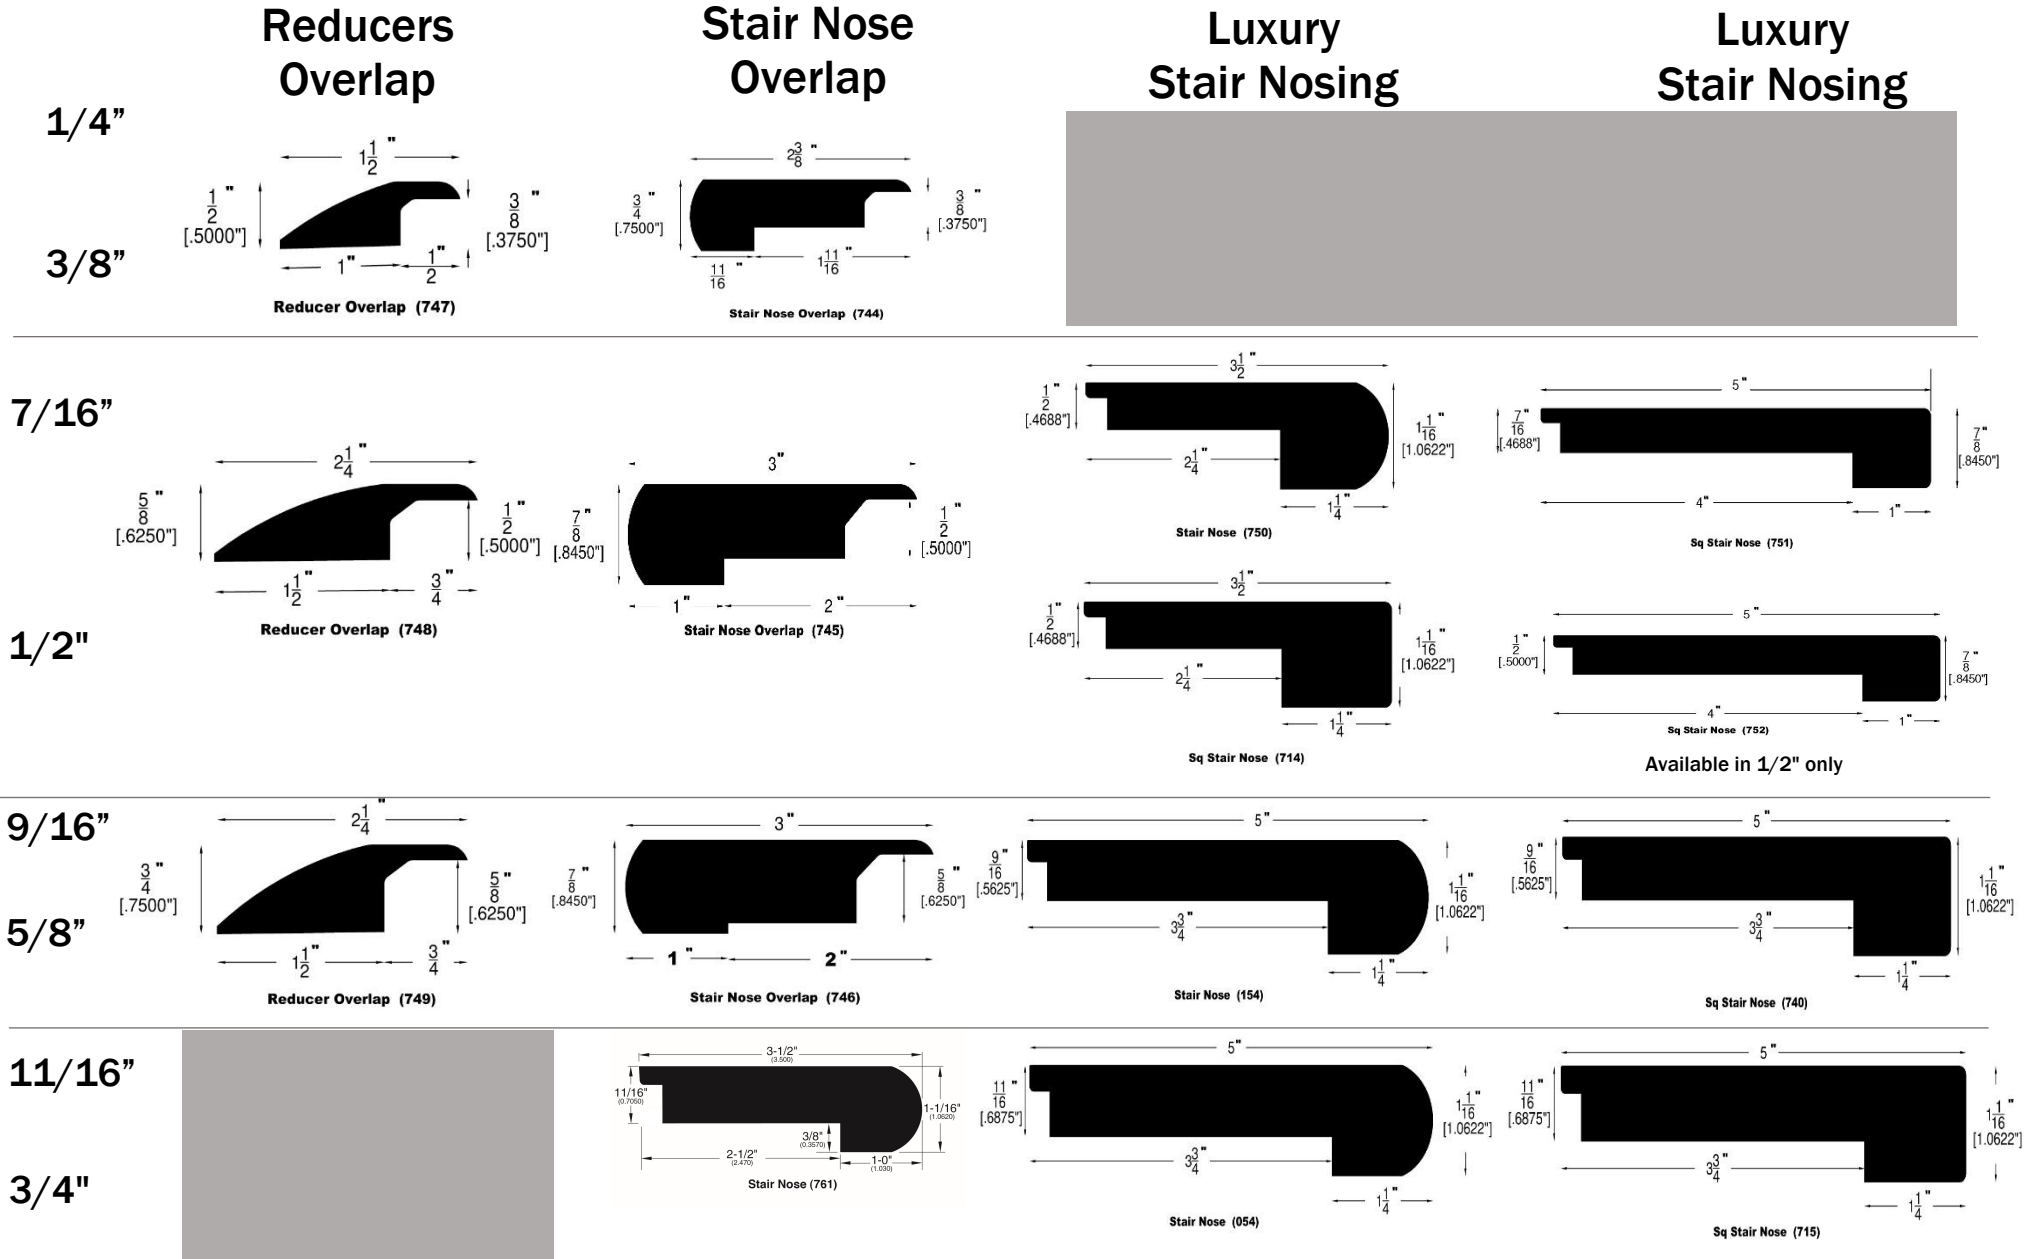 Reducers
Overlap
Stair Nose
Overlap
Luxury
Stair Nosing
Luxury
Stair Nosing
1/4”
3/8”
1 1/2 "
1/2 "
[.5000"]
3/8 "
[.3750"]
1"
1/2 "
Reducer Overlap (747)
2 3/8 "
3/4 "
[.7500"]
3/8 "
[.3750"]
11/16 "
1 11/16 "
Stair Nose Overlap (744)
7/16”
1/2"
2 1/4 "
5/8 "
[.6250"]
1/2 "
[.5000"]
1 1/2 "
3/4 "
Reducer Overlap (748)
3"
7/8 "
[.8450"]
1/2 "
[.5000"]
1"
2"
Stair Nose Overlap (745)
3 1/2 "
1/2 "
[.4688"]
1 1/16 "
[1.0622"]
2 1/4 "
1 1/4 "
Stair Nose (750)
5"
7/16 "
[.4688"]
7/8 "
[.8450"]
4"
1"
Sq Stair Nose (751)
3 1/2 "
1/2 "
[.4688"]
1 1/16 "
[1.0622"]
2 1/4 "
1 1/4 "
Sq Stair Nose (714)
5 "
1/2 "
[.5000"]
7/8 "
[.8450"]
4"
1"
Sq Stair Nose (752)
Available in 1/2" only
9/16”
5/8”
2 1/4 "
3/4 "
[.7500"]
5/8 "
[.6250"]
1 1/2 "
3/4 "
Reducer Overlap (749)
3 "
7/8 "
[.8450"]
5/8 "
[.6250"]
1 "
2 "
Stair Nose Overlap (746)
5 "
9/16 "
[.5625"]
1 1/16 "
[1.0622"]
3 3/4 "
1 1/4 "
Stair Nose (154)
5 "
9/16 "
[.5625"]
1 1/16 "
[1.0622"]
3 3/4 "
1 1/4 "
Sq Stair Nose (740)
11/16”
3/4"
3-1/2"
(3.500)
11/16"
(0.7050)
1-1/16"
(1.0620)
3/8"
(0.3570)
2-1/2"
(2.470)
1-0"
(1.030)
Stair Nose (761)
5 "
11/16 "
[.6875"]
1 1/16 "
[1.0622"]
3 3/4 "
1 1/4 "
Stair Nose (054)
5 "
11/16 "
[.6875"]
1 1/16 "
[1.0622"]
3 3/4 "
1 1/4 "
Sq Stair Nose (715)